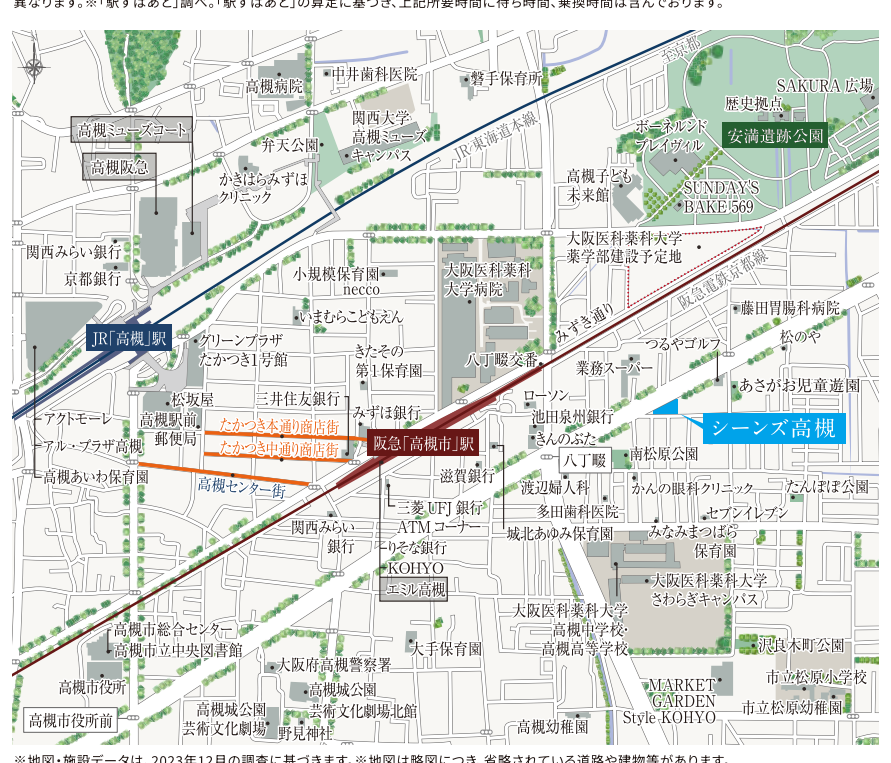 異なります。※「駅すぱあと」調べ。「駅すぱあと」の算定に基づき、上記所要時間に待ち時間、乗換時間は含んでおります。
至京都
高槻病院
中井歯科医院
磐手保育所
SAKURA 広場
歴史拠点
関西大学
高槻ミューズ
キャンパス
高槻ミューズコート
弁天公園
JR東海道本線
ボーネルンド
プレイヴィル
安満遺跡公園
高槻阪急
かきはらみずほ
クリニック
高槻子ども
未来館
SUNDAY'S
BAKE 569
関西みらい銀行
京都銀行
小規模保育園
necco
大阪医科薬科
大学病院
大阪医科薬科大学
薬学部建設予定地
阪急電鉄京都線
いまむらこどもえん
みずき通り
藤田胃腸科病院
JR「高槻」駅
グリーンプラザ
たかつき1号館
きたその
第1保育園
八丁畷交番
業務スーパー
つるやゴルフ
松のや
あさがお児童遊園
松坂屋
三井住友銀行
みずほ銀行
ローソン
池田泉州銀行
きんのぶた
シーンズ高槻
アクトモーレ
アル・プラザ高槻
高槻あいわ保育園
高槻駅前
郵便局
たかつき本通り商店街
たかつき中通り商店街
高槻センター街
阪急「高槻市」駅
八丁畷
南松原公園
滋賀銀行
渡辺婦人科
かんの眼科クリニック
たんぽぽ公園
三菱 UFJ 銀行
ATM コーナー
多田歯科医院
セブンイレブン
関西みらい
銀行
城北あゆみ保育園
みなみまつばら
保育園
りそな銀行
KOHYO
エミル高槻
大阪医科薬科大学
さわらぎキャンパス
大阪医科薬科大学
高槻中学校・
高槻高等学校
高槻市総合センター
高槻市立中央図書館
大手保育園
沢良木町公園
大阪府高槻警察署
高槻市役所
高槻城公園
芸術文化劇場北館
MARKET
GARDEN
Style KOHYO
市立松原小学校
市立松原幼稚園
高槻市役所前
高槻城公園
芸術文化劇場
野見神社
高槻幼稚園
※地図・施設データは、2023年12月の調査に基づきます。※地図は略図につき、省略されている道路や建物等があります。